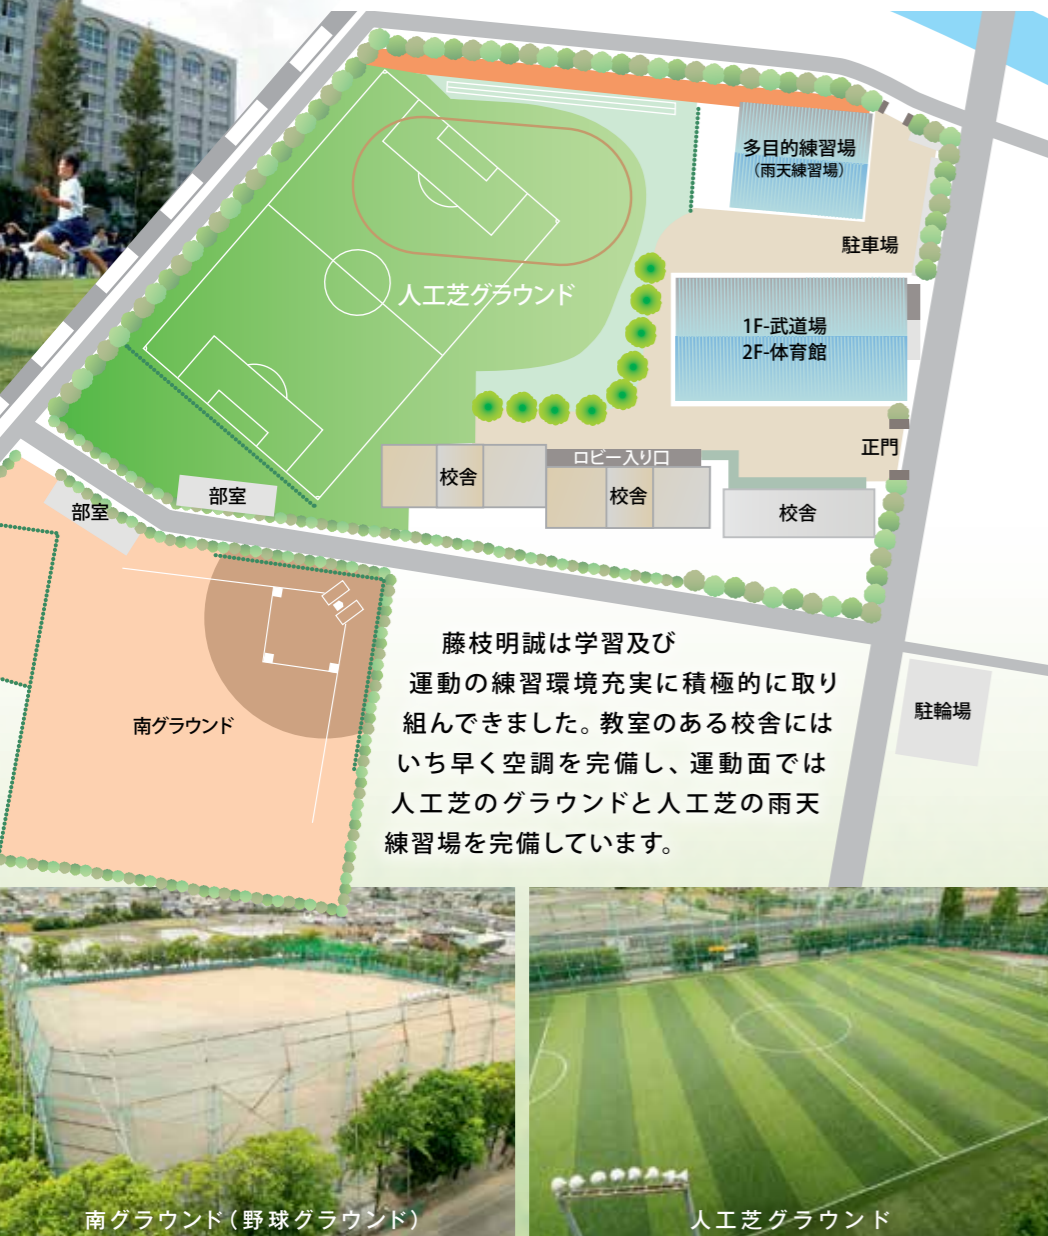 多目的練習場
（雨天練習場）
駐車場
人工芝グラウンド
1F-武道場
2F-体育館
正門
ロビー入り口
校舎
校舎
校舎
部室
部室
南グラウンド
駐輪場
藤枝明誠は学習及び
運動の練習環境充実に積極的に取り
組んできました。教室のある校舎には
いち早く空調を完備し、運動面では
人工芝のグラウンドと人工芝の雨天
練習場を完備しています。
南グラウンド（野球グラウンド）
人工芝グラウンド